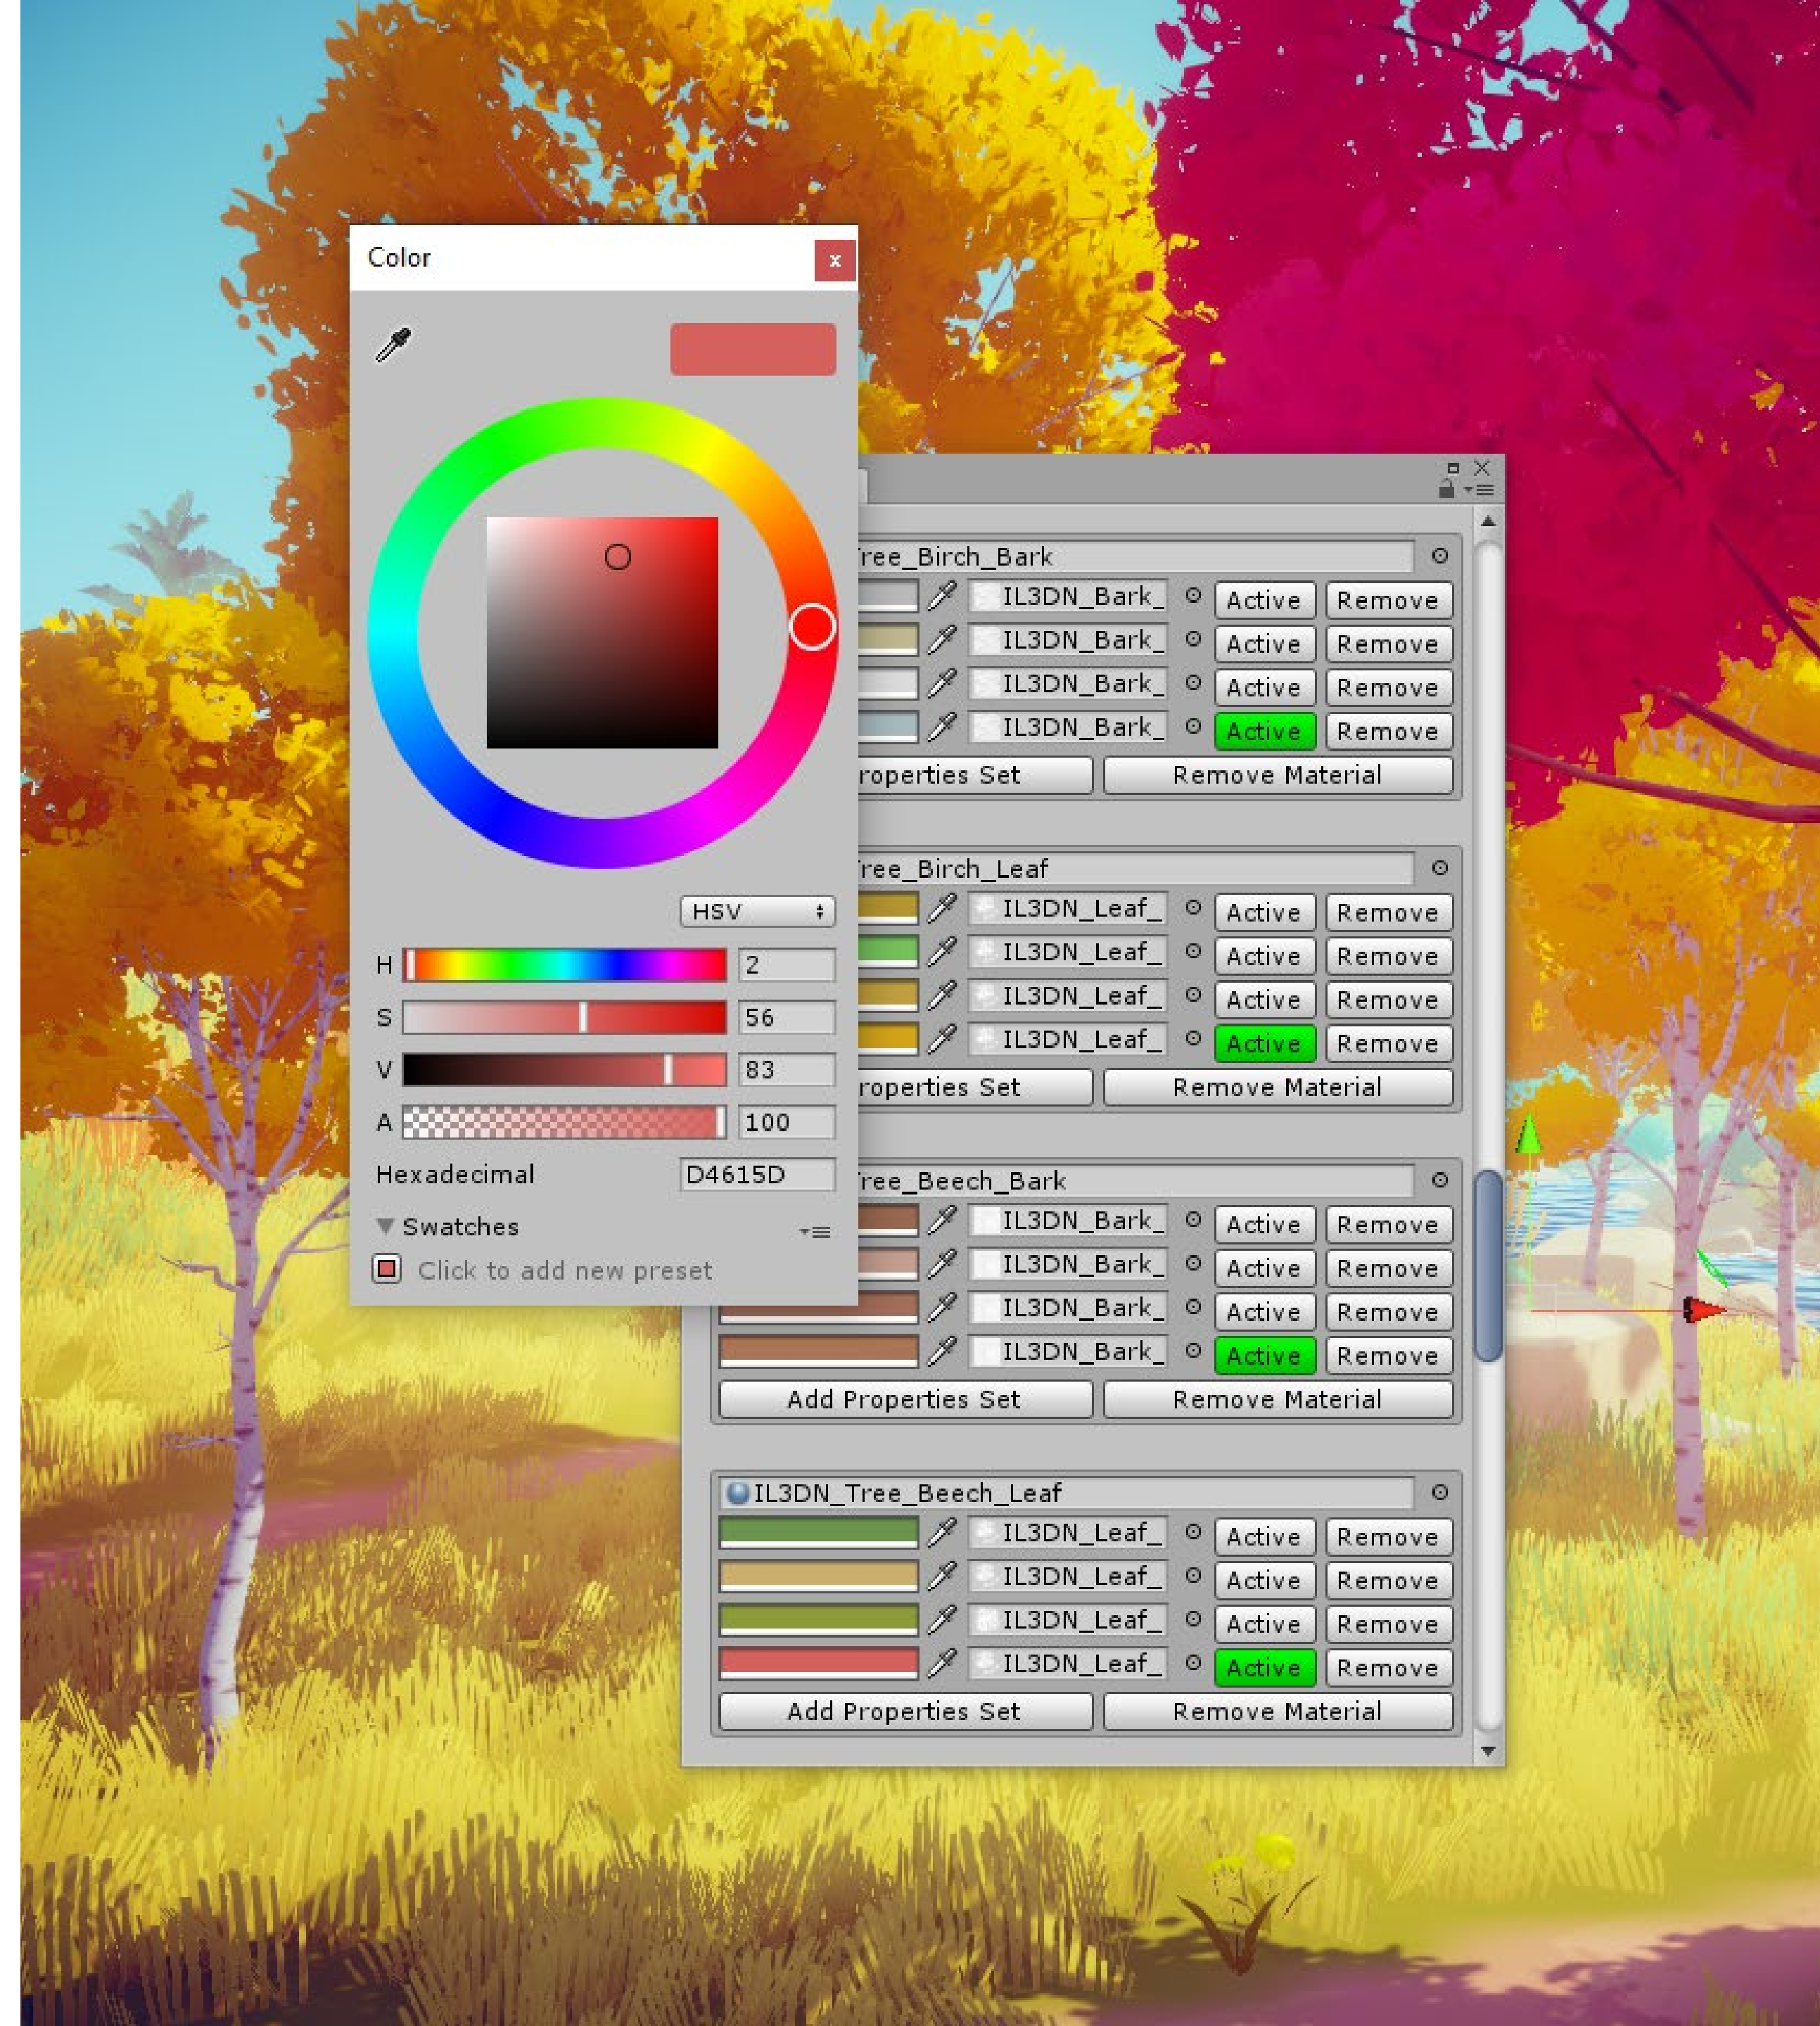 Color
x
HSV
H 2
S 56
V 83
A 100
Hexadecimal D4615D
Swatches
Click to add new preset
ree_Birch_Bark
IL3DN_Bark_ Active Remove
IL3DN_Bark_ Active Remove
IL3DN_Bark_ Active Remove
IL3DN_Bark_ Active Remove
roperties Set Remove Material
ree_Birch_Leaf
IL3DN_Leaf_ Active Remove
IL3DN_Leaf_ Active Remove
IL3DN_Leaf_ Active Remove
IL3DN_Leaf_ Active Remove
roperties Set Remove Material
ree_Beech_Bark
IL3DN_Bark_ Active Remove
IL3DN_Bark_ Active Remove
IL3DN_Bark_ Active Remove
IL3DN_Bark_ Active Remove
Add Properties Set Remove Material
IL3DN_Tree_Beech_Leaf
IL3DN_Leaf_ Active Remove
IL3DN_Leaf_ Active Remove
IL3DN_Leaf_ Active Remove
IL3DN_Leaf_ Active Remove
Add Properties Set Remove Material